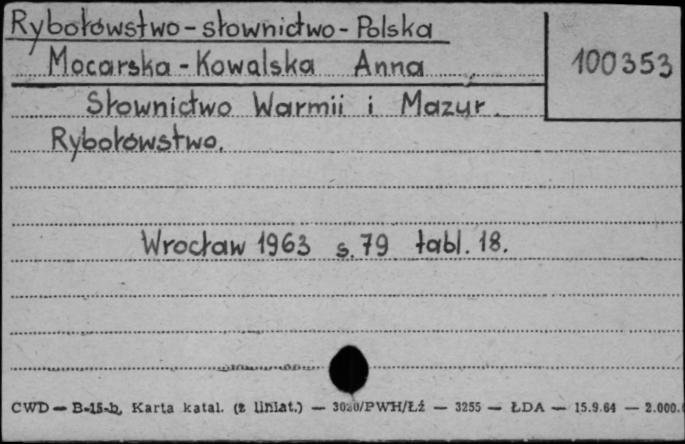 Rybołówstwo-słownictwo-Polska
Mocarska-Kowalska Anna
100353
Słownictwo Warmii i Mazur.
Rybołówstwo.
Wrocław 1963 s. 79 tabl. 18.
CWD — B-15-b, Karta katal. (z liniat.) — 3020/PWH/Łź — 3255 — ŁDA — 15.9.64 — 2.000.